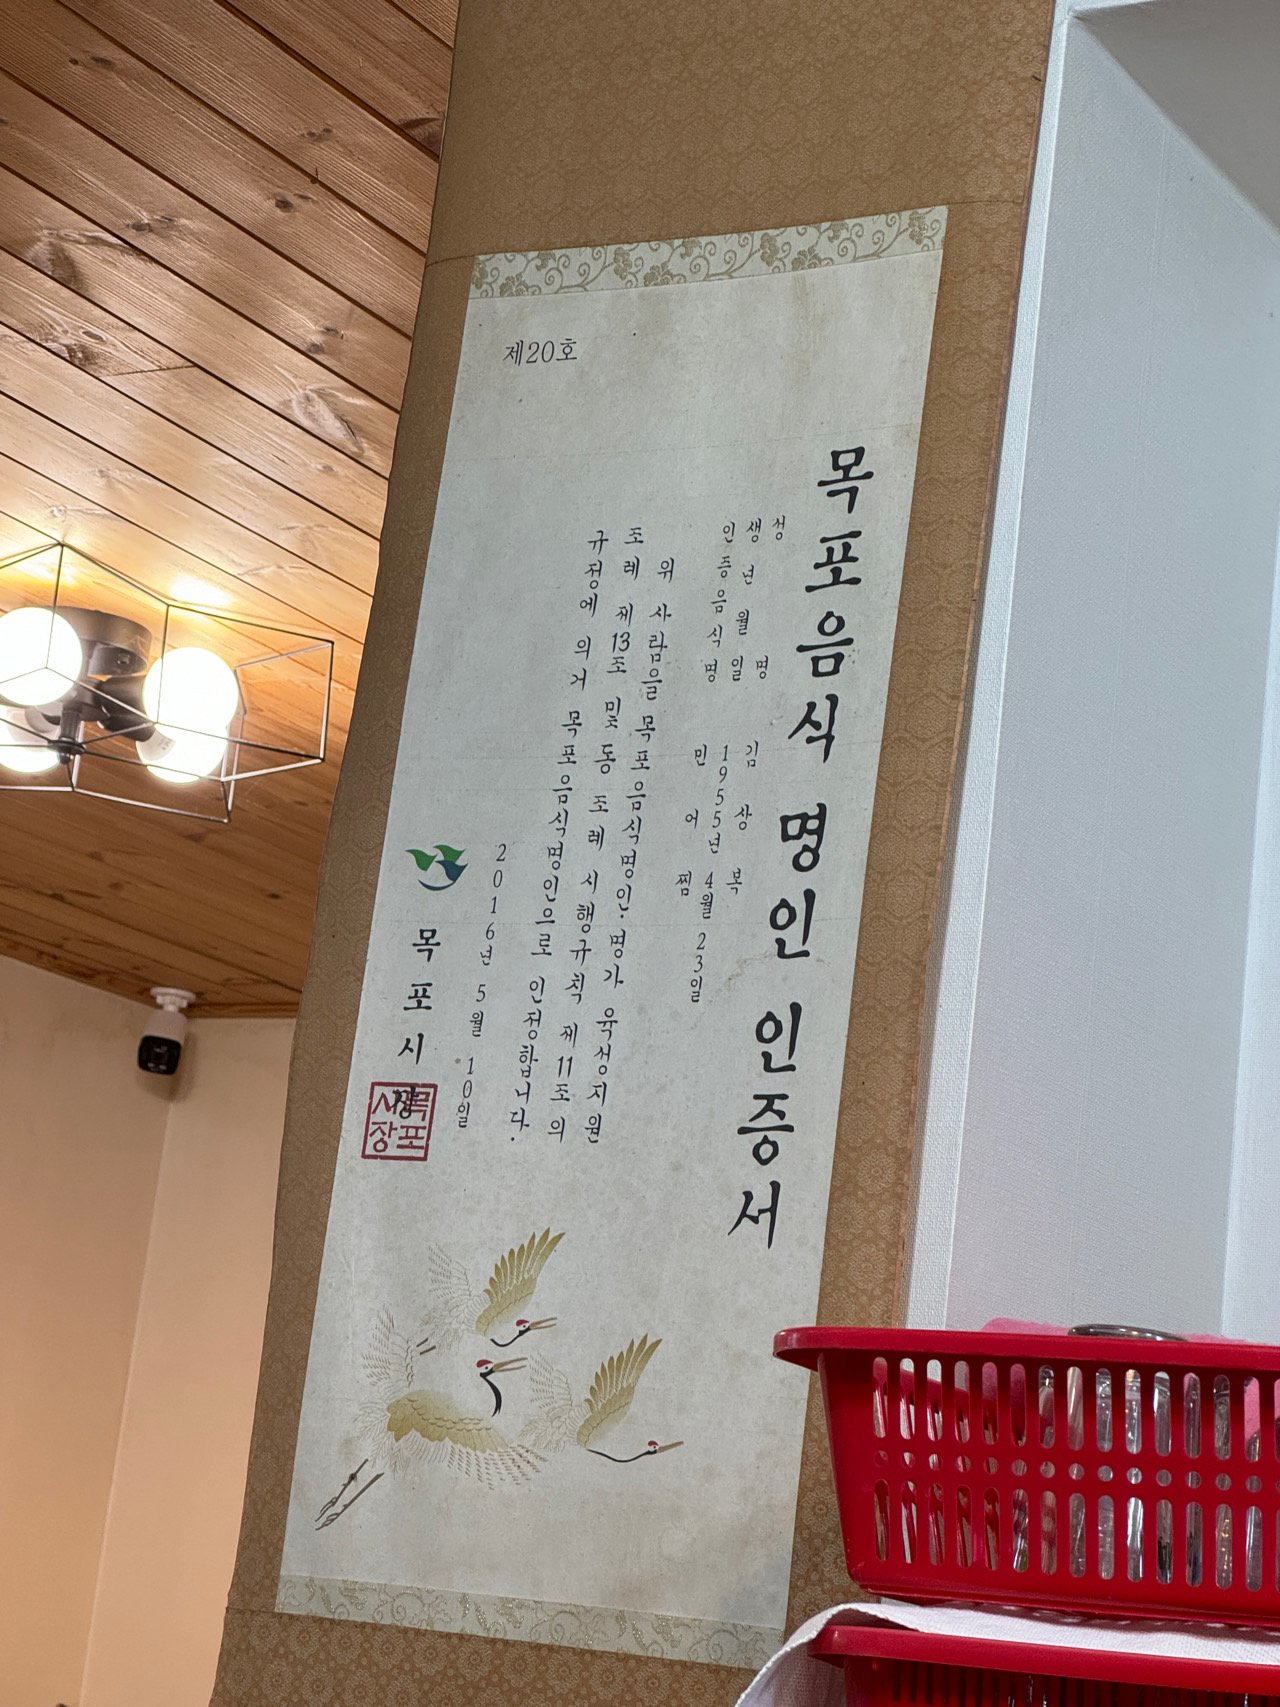 제20호
목포음식 명인 인증서
성명 김상복
생년월일 1955년 4월 23일
인증음식명 민어찜
위 사람을 목포음식명인·명가 육성지원
조례 제13조 및 동 조례 시행규칙 제11조의
규정에 의거 목포음식명인으로 인정합니다.
2016년 5월 10일
목포시장
목포
시장